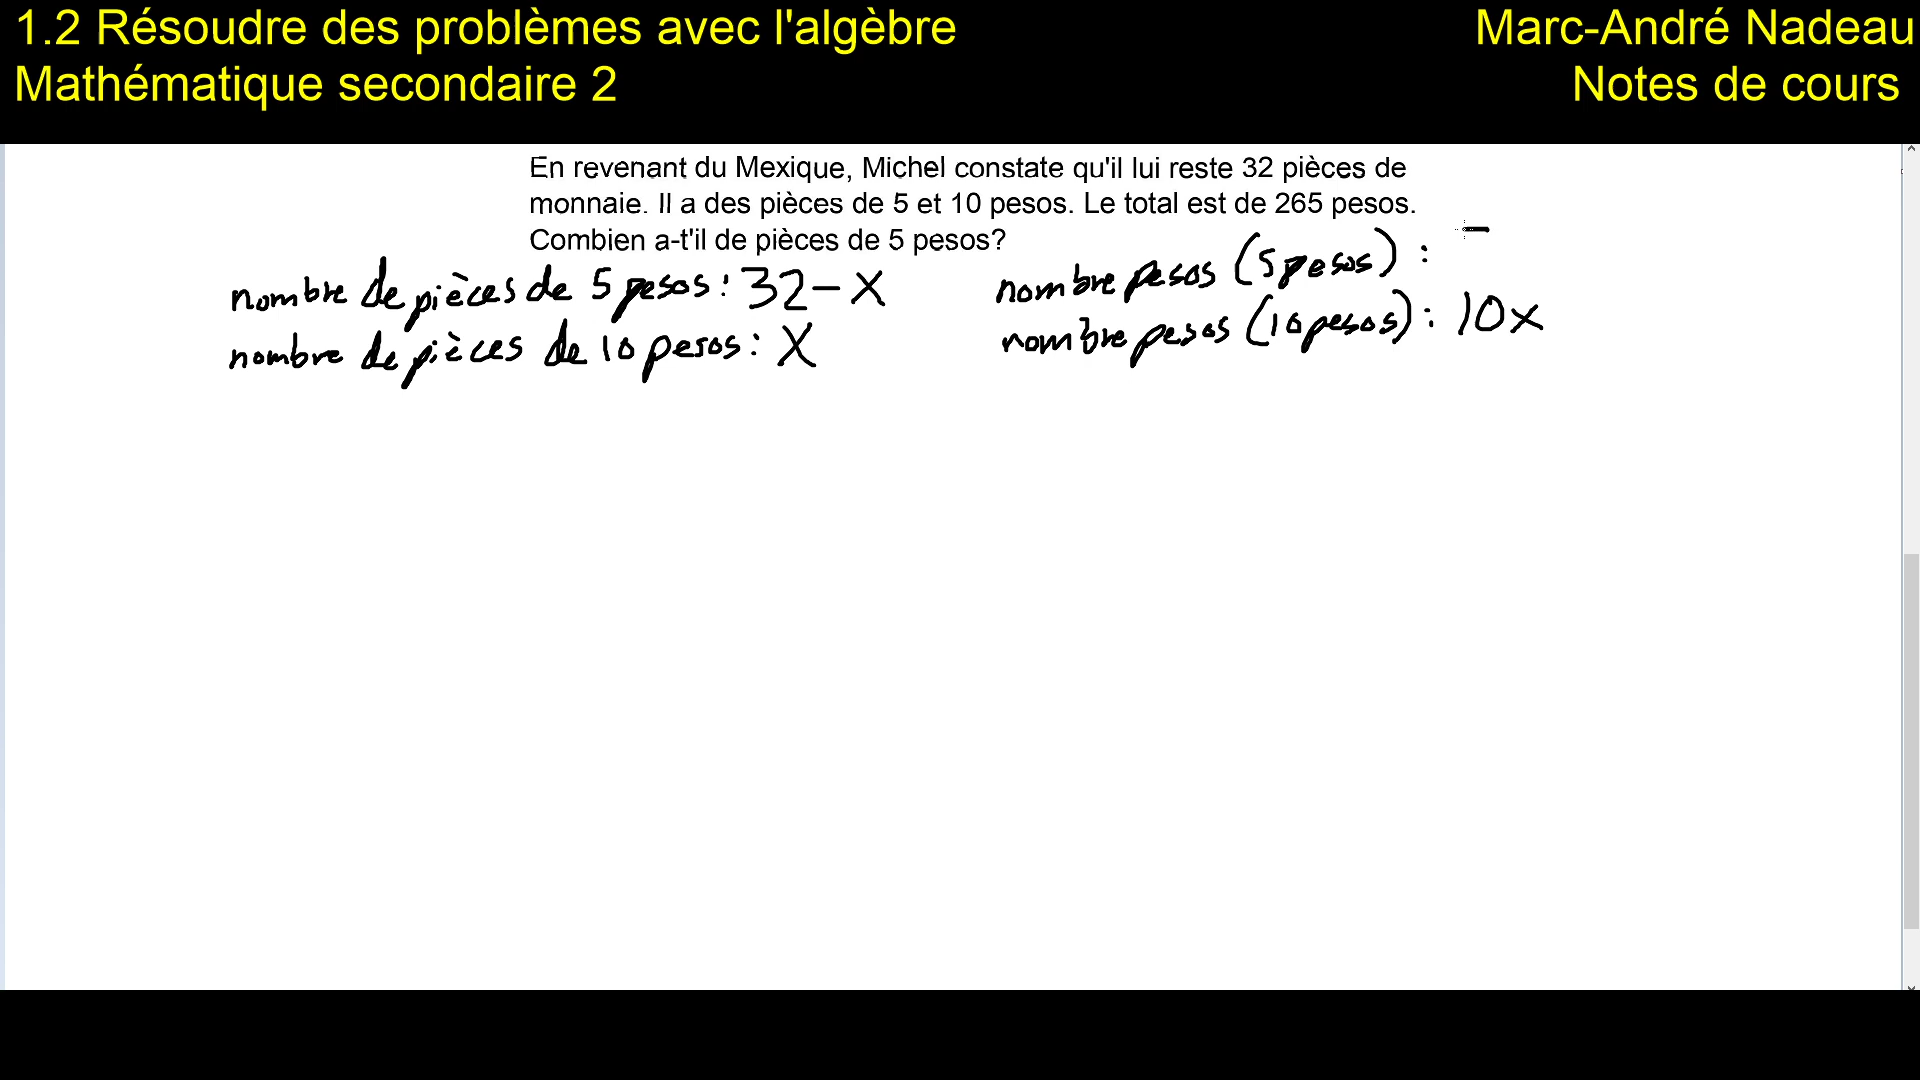 1.2 Résoudre des problèmes avec l'algèbre
Mathématique secondaire 2
Marc-André Nadeau
Notes de cours
En revenant du Mexique, Michel constate qu'il lui reste 32 pièces de
monnaie. Il a des pièces de 5 et 10 pesos. Le total est de 265 pesos.
Combien a-t'il de pièces de 5 pesos?
nombre de pièces de 5 pesos : 32 - x
nombre de pièces de 10 pesos : x
nombre pesos (5 pesos) :
nombre pesos (10 pesos) : 10x